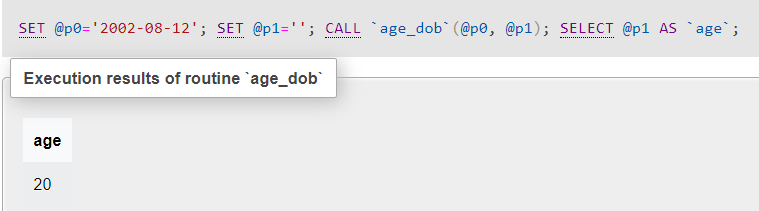 SET @p0='2002-08-12'; SET @p1=''; CALL `age_dob`(@p0, @p1); SELECT @p1 AS `age`;
Execution results of routine `age_dob`
age
20